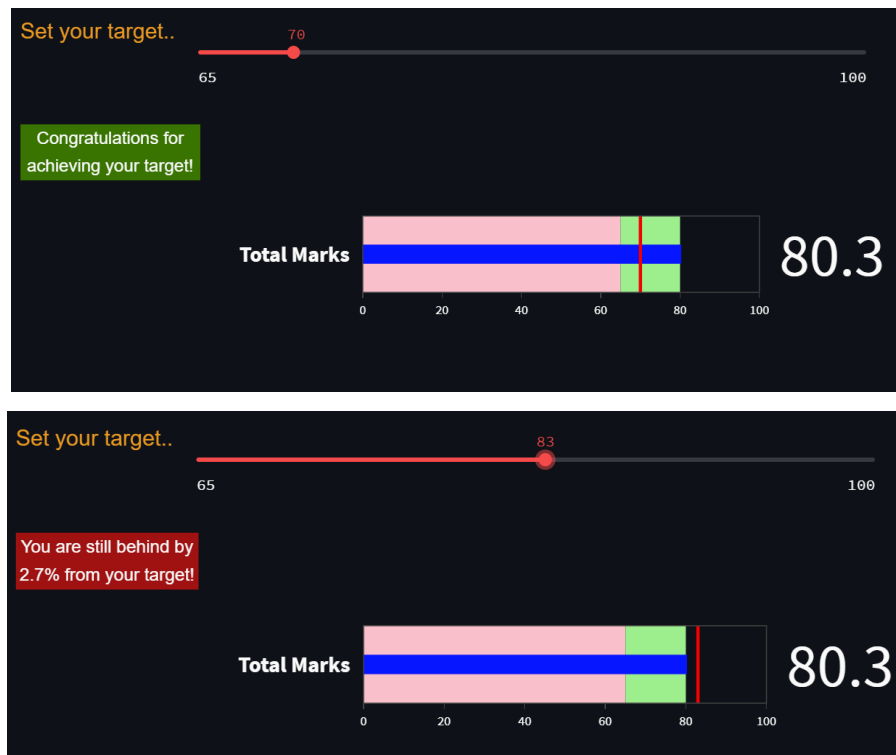 Set your target..
70
65 100
Congratulations for
achieving your target!
Total Marks 80.3
0 20 40 60 80 100
Set your target..
83
65 100
You are still behind by
2.7% from your target!
Total Marks 80.3
0 20 40 60 80 100